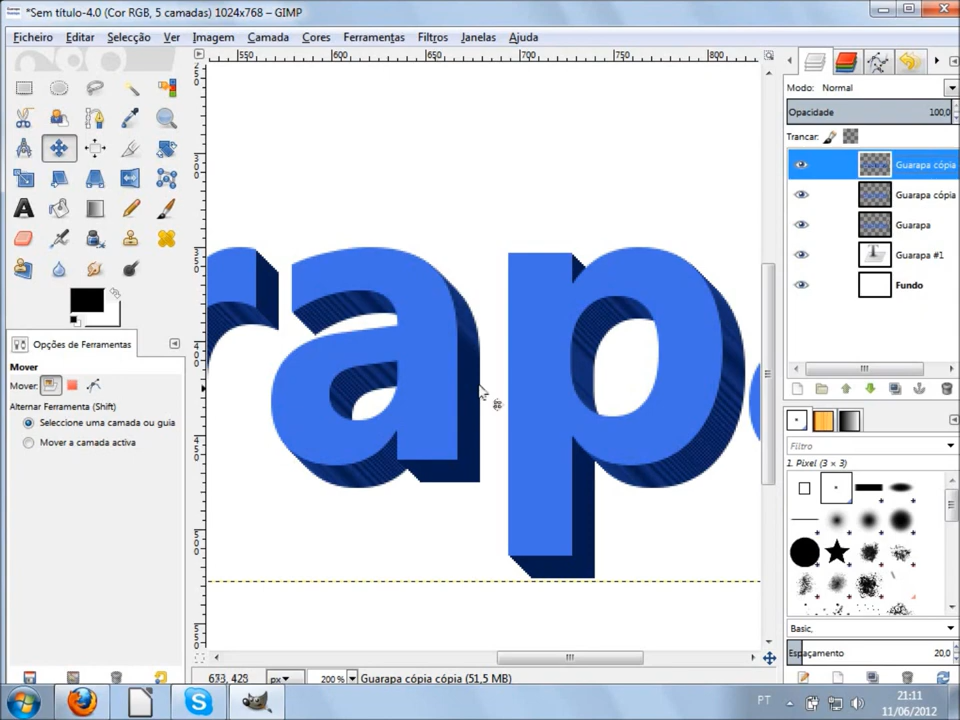 *Sem título-4.0 (Cor RGB, 5 camadas) 1024x768 – GIMP
Ficheiro Editar Selecção Ver Imagem Camada Cores Ferramentas Filtros Janelas Ajuda
550 600 650 700 750 800
Modo: Normal
Opacidade 100,0
Trancar:
Guarapa cópia
Guarapa cópia
Guarapa
Guarapa #1
Fundo
rap
Opções de Ferramentas
Mover
Mover:
Alternar Ferramenta (Shift)
Seleccione uma camada ou guia
Mover a camada activa
Filtro
1. Pixel (3 × 3)
Basic,
Espaçamento 20,0
633, 428 px 200 % Guarapa cópia cópia (51,5 MB)
PT 21:11
11/06/2012